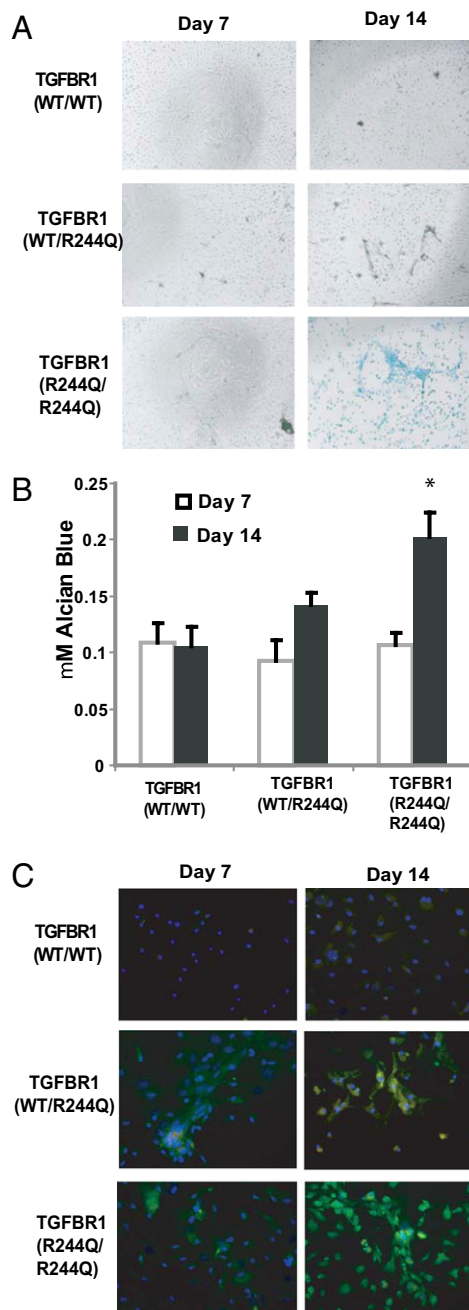 A
Day 7
Day 14
TGFBR1
(WT/WT)
TGFBR1
(WT/R244Q)
TGFBR1
(R244Q/
R244Q)
B
mM Alcian Blue
0.25
0.2
0.15
0.1
0.05
0
Day 7
Day 14
*
TGFBR1
(WT/WT)
TGFBR1
(WT/R244Q)
TGFBR1
(R244Q/
R244Q)
C
Day 7
Day 14
TGFBR1
(WT/WT)
TGFBR1
(WT/R244Q)
TGFBR1
(R244Q/
R244Q)